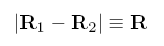 |R₁ − R₂| ≡ R